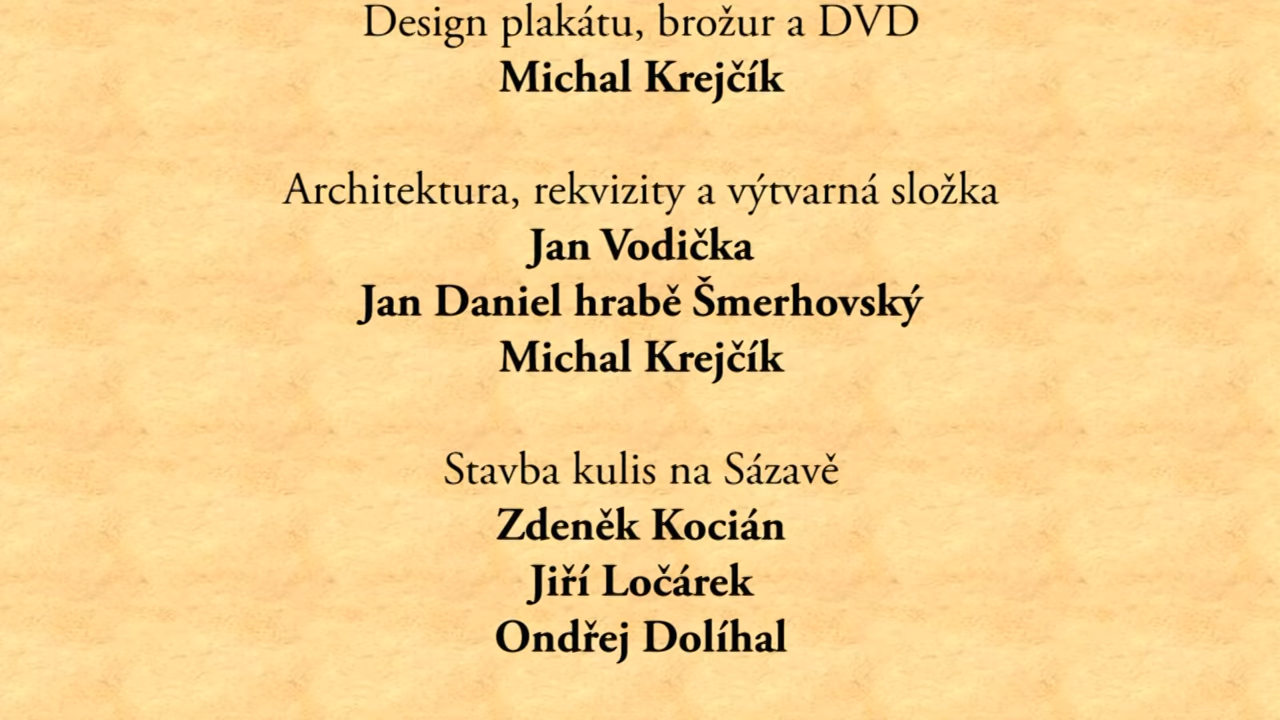 Design plakátu, brožur a DVD
Michal Krejčík
Architektura, rekvizity a výtvarná složka
Jan Vodička
Jan Daniel hrabě Šmerhovský
Michal Krejčík
Stavba kulis na Sázavě
Zdeněk Kocián
Jiří Ločárek
Ondřej Dolíhal